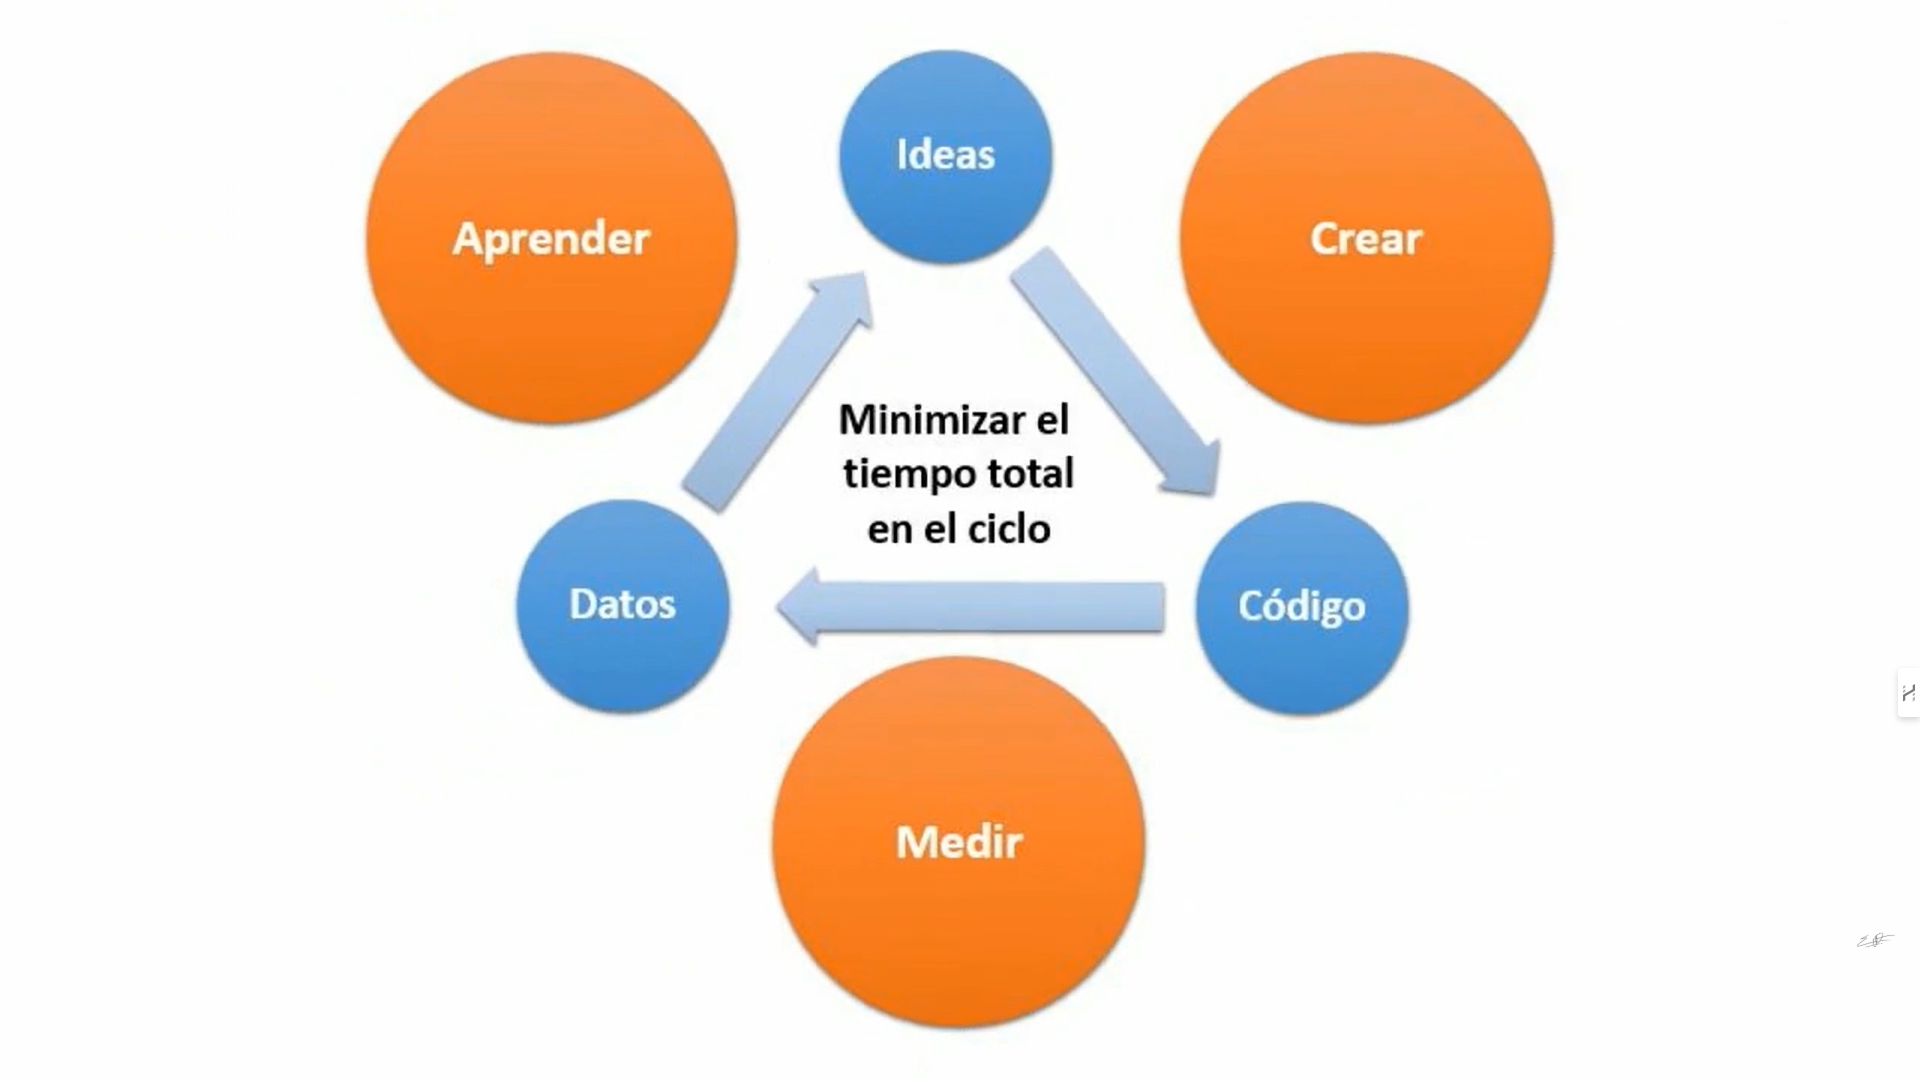 Ideas
Aprender
Crear
Minimizar el
tiempo total
en el ciclo
Datos
Código
Medir